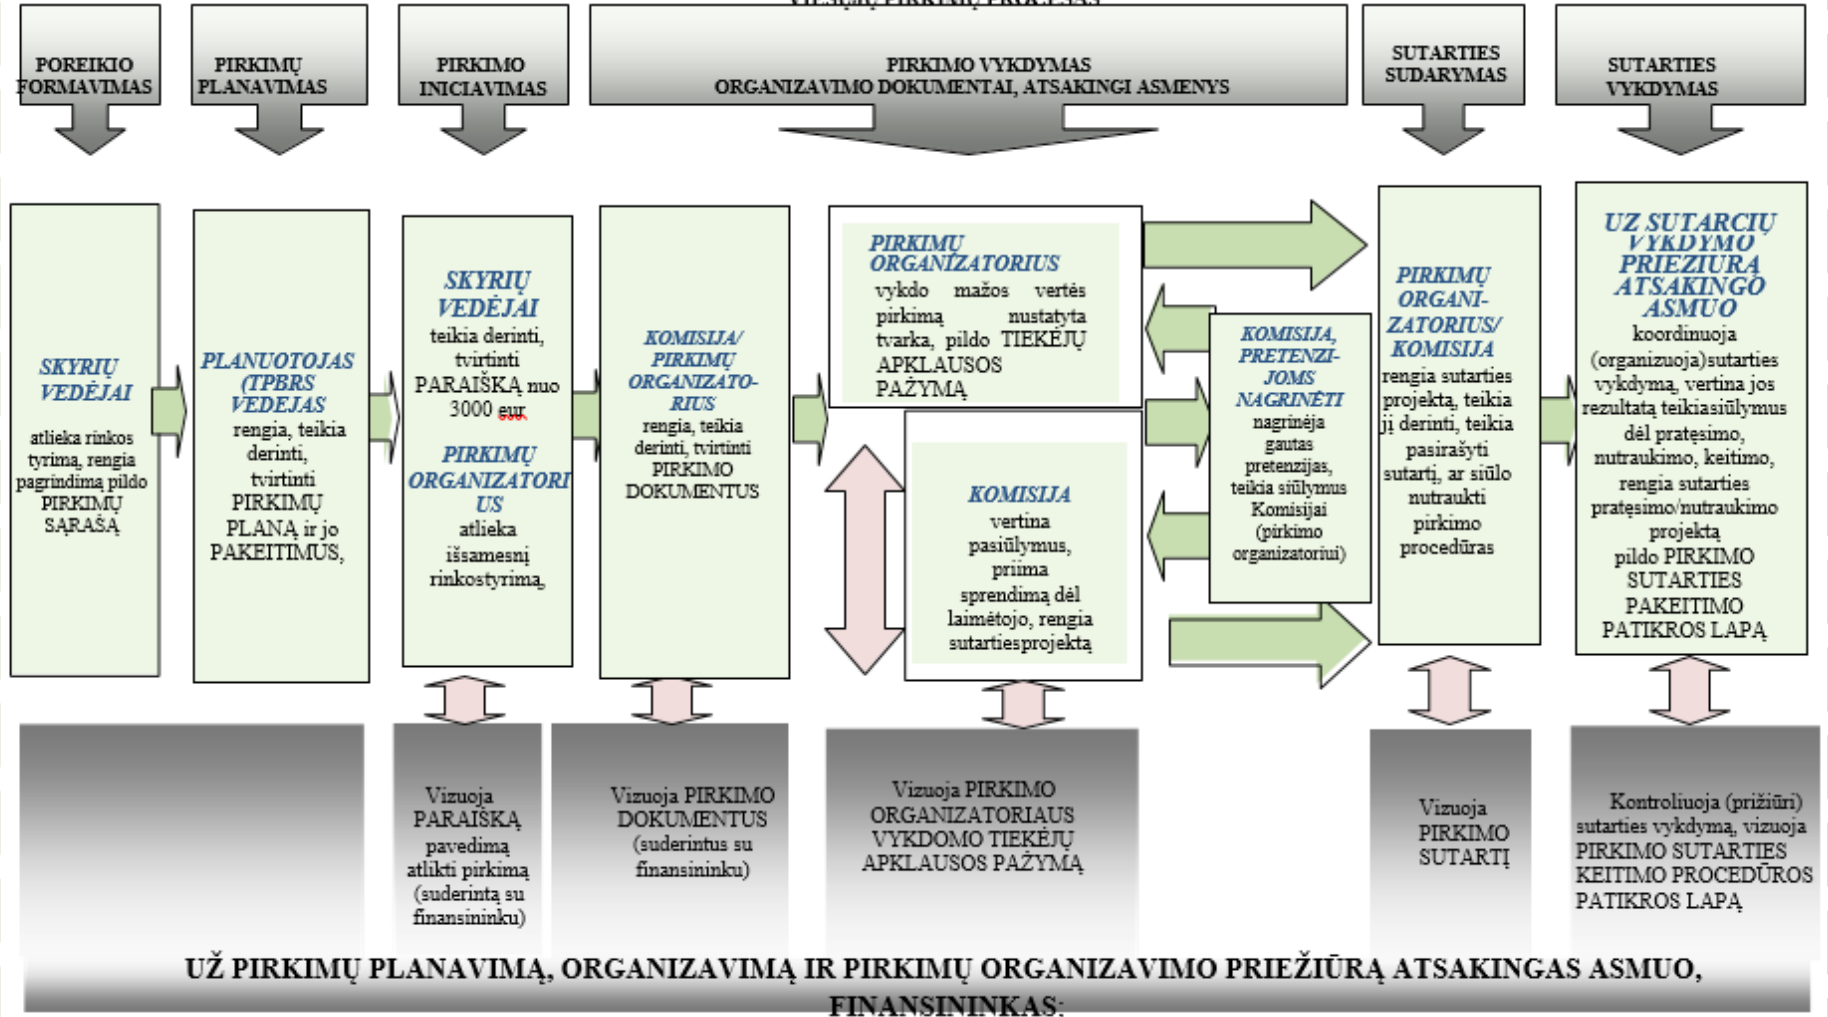 VIEŠŲJŲ PIRKIMŲ PROCESAS
POREIKIO
FORMAVIMAS
PIRKIMŲ
PLANAVIMAS
PIRKIMO
INICIAVIMAS
PIRKIMO VYKDYMAS
ORGANIZAVIMO DOKUMENTAI, ATSAKINGI ASMENYS
SUTARTIES
SUDARYMAS
SUTARTIES
VYKDYMAS
SKYRIŲ
VEDĖJAI
atlieka rinkos
tyrimą, rengia
pagrindimą pildo
PIRKIMŲ
SĄRAŠĄ
PLANUOTOJAS
(TPBRS
VEDĖJAS
rengia, teikia
derinti,
tvirtinti
PIRKIMŲ
PLANĄ ir jo
PAKEITIMUS,
SKYRIŲ
VEDĖJAI
teikia derinti,
tvirtinti
PARAIŠKĄ nuo
3000 eur
PIRKIMŲ
ORGANIZATORI
US
atlieka
išsamesnį
rinkostyrimą,
KOMISIJA/
PIRKIMŲ
ORGANIZATO-
RIUS
rengia, teikia
derinti, tvirtinti
PIRKIMO
DOKUMENTUS
PIRKIMŲ
ORGANIZATORIUS
vykdo mažos vertės
pirkimą nustatyta
tvarka, pildo TIEKĖJŲ
APKLAUSOS
PAŽYMĄ
KOMISIJA
vertina
pasiūlymus,
priima
sprendimą dėl
laimėtojo, rengia
sutartiesprojektą
KOMISIJA,
PRETENZI-
JOMS
NAGRINĖTI
nagrinėja
gautas
pretenzijas,
teikia siūlymus
Komisijai
(pirkimo
organizatoriui)
PIRKIMŲ
ORGANI-
ZATORIUS/
KOMISIJA
rengia sutarties
projektą, teikia
jį derinti, teikia
pasirašyti
sutartį, ar siūlo
nutraukti
pirkimo
procedūras
UZ SUTARČIŲ
VYKDYMO
PRIEZIURĄ
ATSAKINGO
ASMUO
koordinuoja
(organizuoja)sutarties
vykdymą, vertina jos
rezultatą teikiasiūlymus
dėl pratęsimo,
nutraukimo, keitimo,
rengia sutarties
pratęsimo/nutraukimo
projektą
pildo PIRKIMO
SUTARTIES
PAKEITIMO
PATIKROS LAPĄ
Vizuoja
PARAIŠKĄ
pavedimą
atlikti pirkimą
(suderintą su
finansininku)
Vizuoja PIRKIMO
DOKUMENTUS
(suderintus su
finansininku)
Vizuoja PIRKIMO
ORGANIZATORIAUS
VYKDOMO TIEKĖJŲ
APKLAUSOS PAŽYMĄ
Vizuoja
PIRKIMO
SUTARTĮ
Kontroliuoja (prižiūri)
sutarties vykdymą, vizuoja
PIRKIMO SUTARTIES
KEITIMO PROCEDŪROS
PATIKROS LAPĄ
UŽ PIRKIMŲ PLANAVIMĄ, ORGANIZAVIMĄ IR PIRKIMŲ ORGANIZAVIMO PRIEŽIŪRĄ ATSAKINGAS ASMUO,
FINANSININKAS: